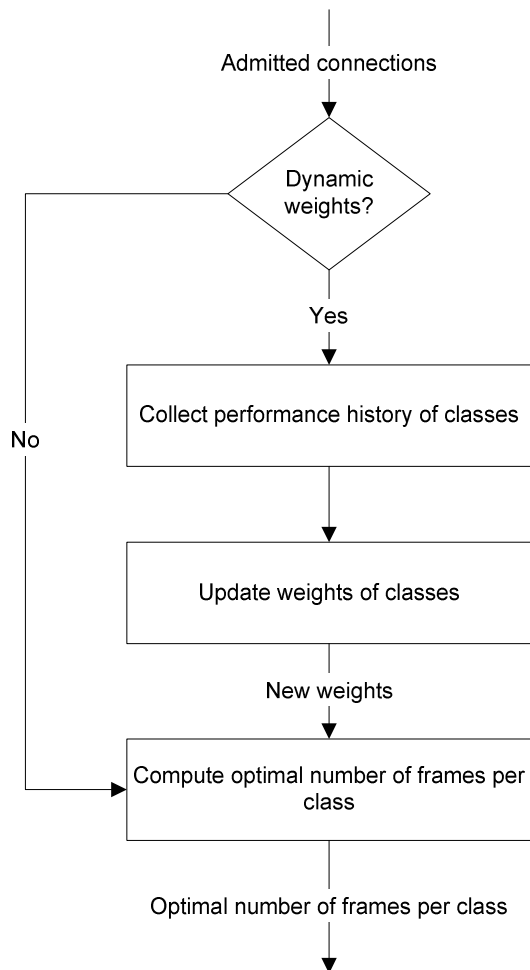 Admitted connections
Dynamic
weights?
Yes
Collect performance history of classes
No
Update weights of classes
New weights
Compute optimal number of frames per
class
Optimal number of frames per class